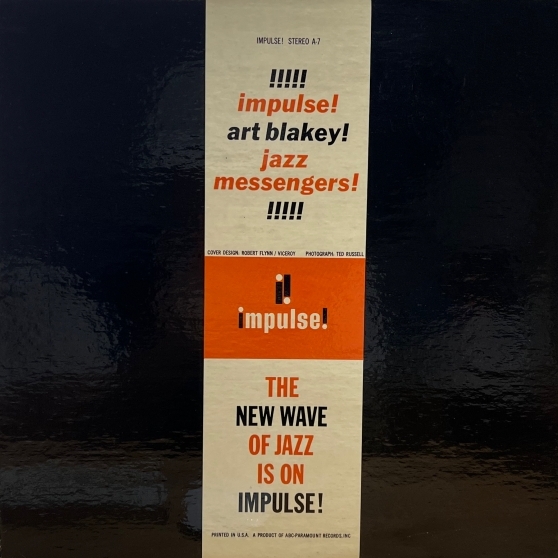 IMPULSE! STEREO A-7
!!!!!
impulse!
art blakey!
jazz
messengers!
!!!!!
COVER DESIGN: ROBERT FLYNN / VICEROY PHOTOGRAPH: TED RUSSELL
i!
impulse!
THE
NEW WAVE
OF JAZZ
IS ON
IMPULSE!
PRINTED IN U.S.A. A PRODUCT OF ABC-PARAMOUNT RECORDS, INC